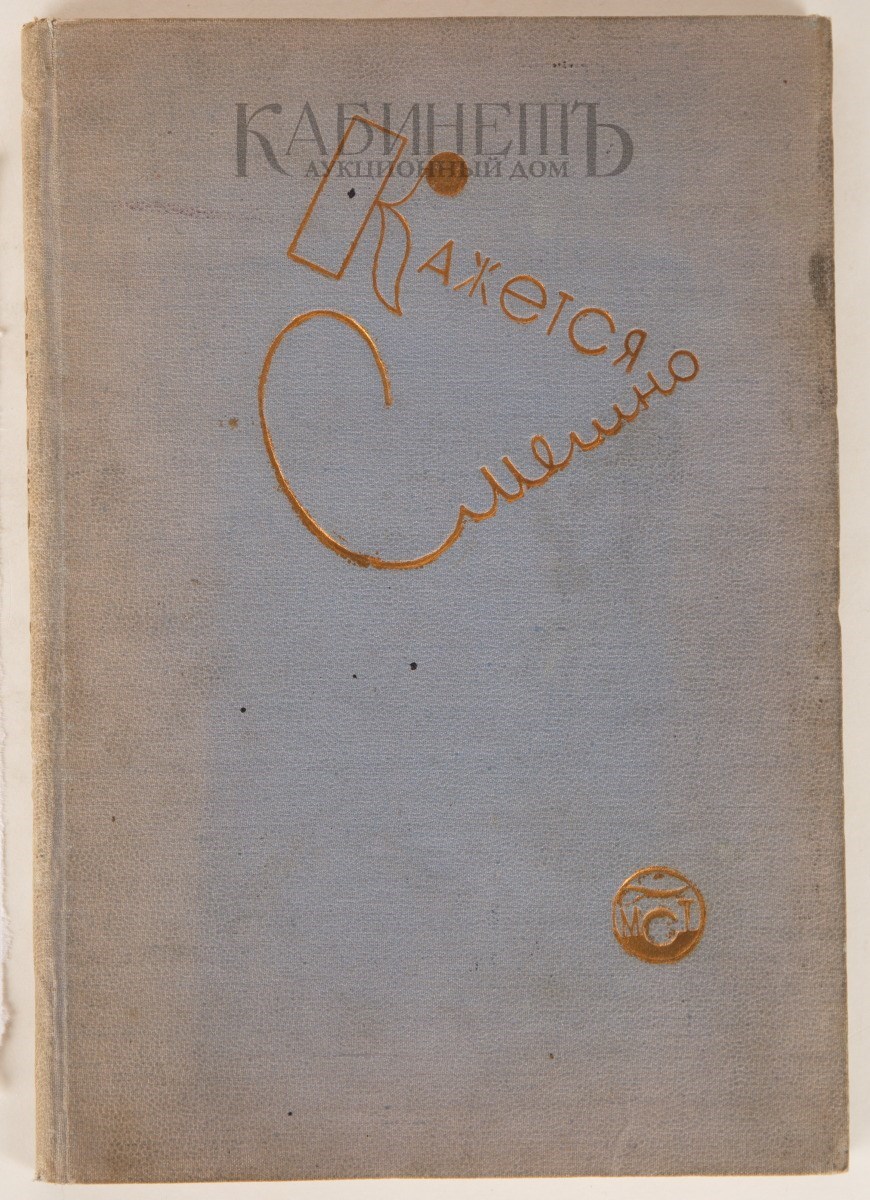 КАБИНЕТЪ
АУКЦИОННЫЙ ДОМ
Кажется
Смешно
МСТ